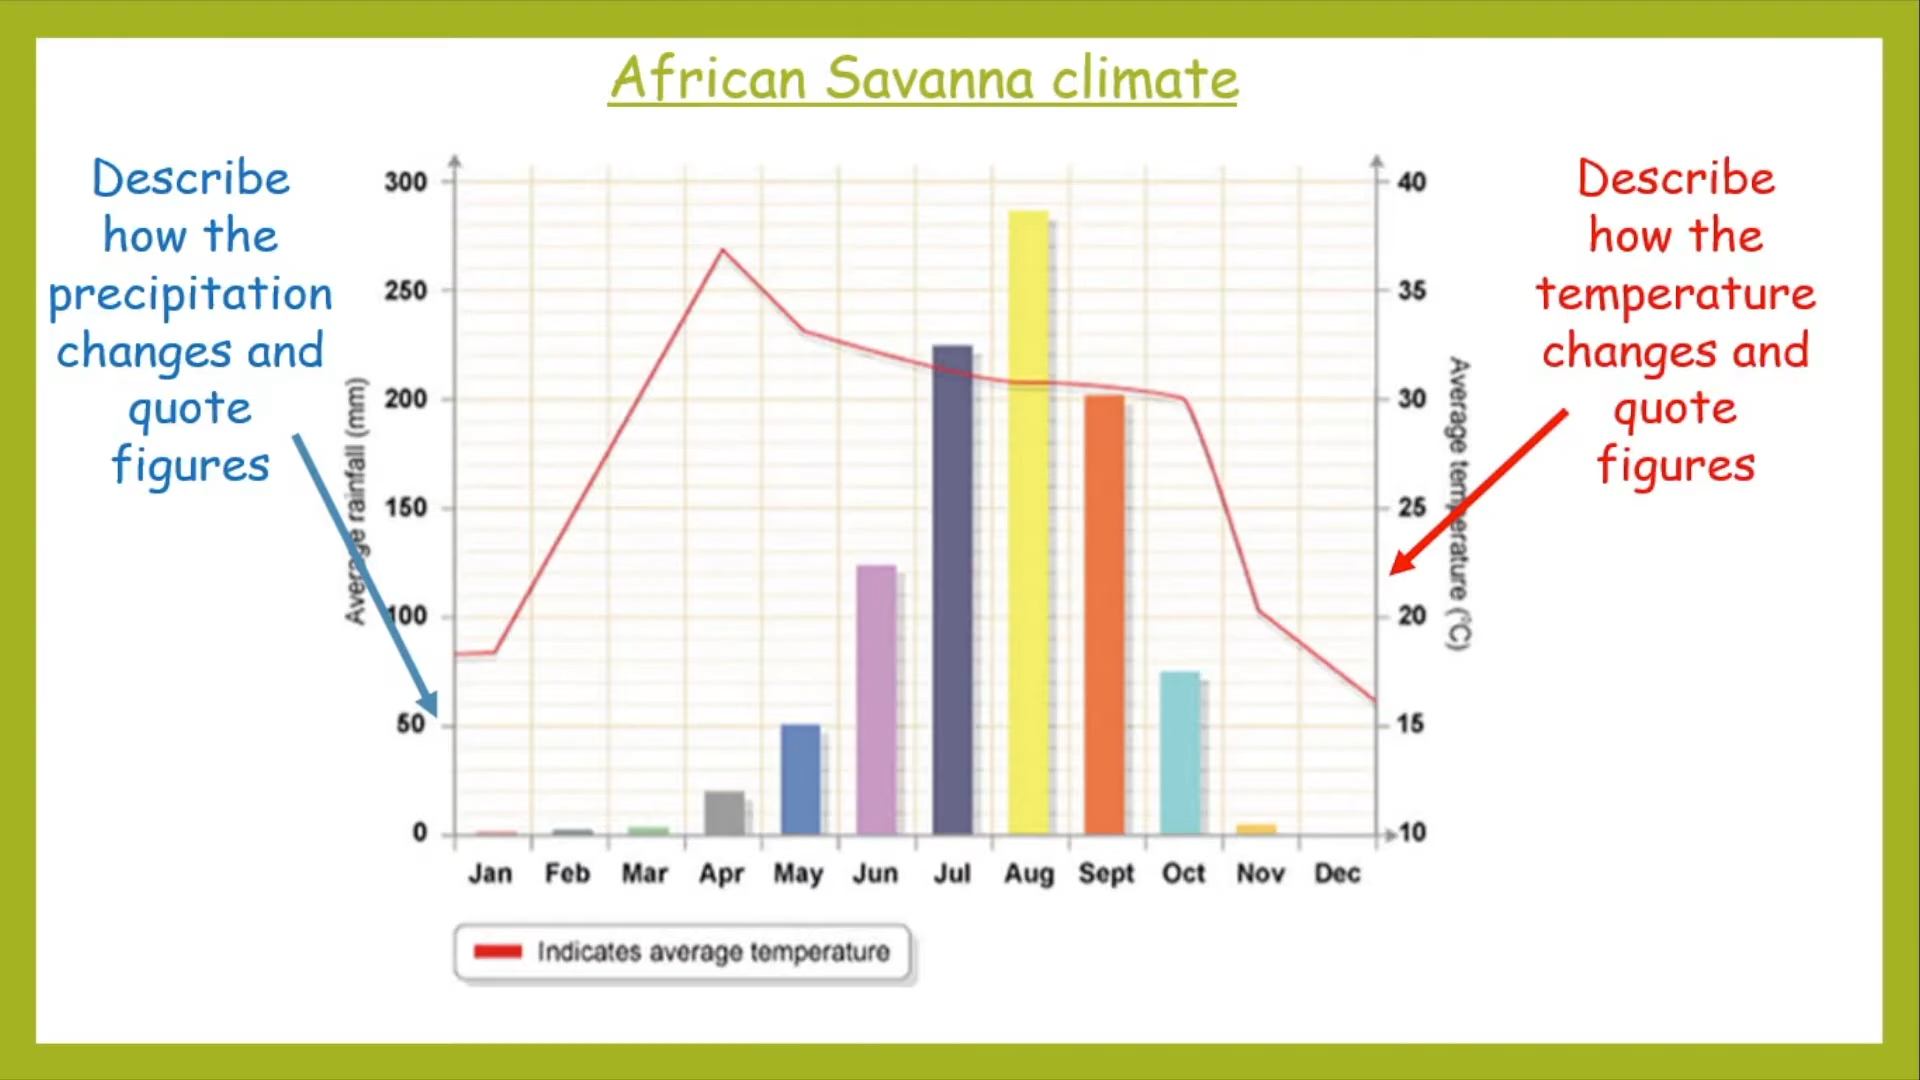 African Savanna climate
Describe
how the
precipitation
changes and
quote
figures
Describe
how the
temperature
changes and
quote
figures
Average rainfall (mm)
300
250
200
150
100
50
0
40
35
30
25
20
15
10
Average temperature (°C)
Jan Feb Mar Apr May Jun Jul Aug Sept Oct Nov Dec
Indicates average temperature